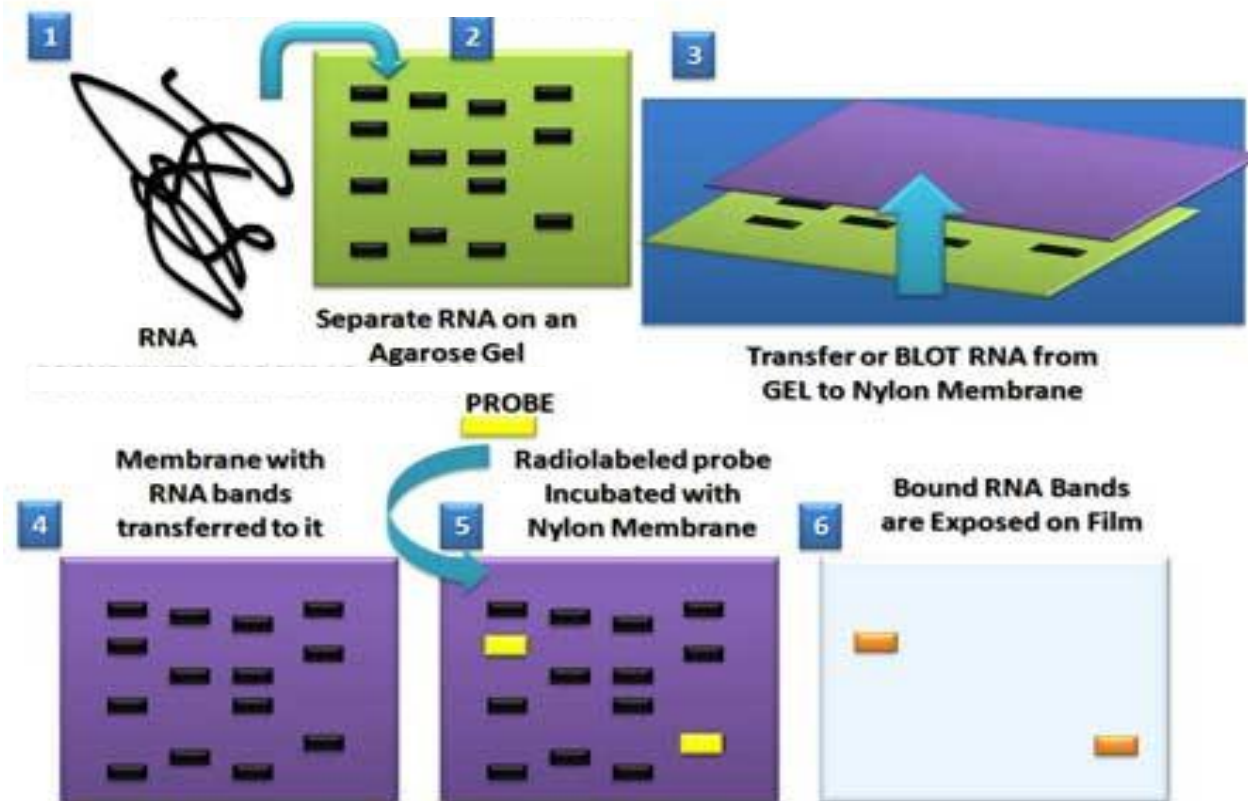 1
2
3
RNA
Separate RNA on an
Agarose Gel
Transfer or BLOT RNA from
GEL to Nylon Membrane
PROBE
4
Membrane with
RNA bands
transferred to it
5
Radiolabeled probe
Incubated with
Nylon Membrane
6
Bound RNA Bands
are Exposed on Film